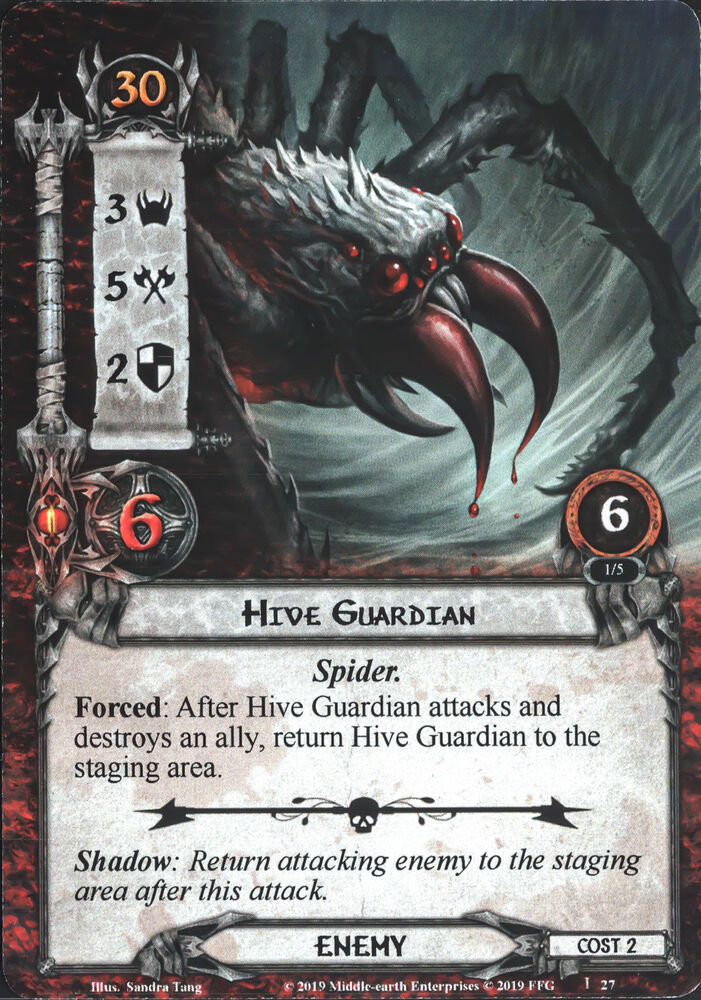 30
3
5
2
6
6
1/5
Hive Guardian
Spider.
Forced: After Hive Guardian attacks and
destroys an ally, return Hive Guardian to the
staging area.
Shadow: Return attacking enemy to the staging
area after this attack.
ENEMY
COST 2
Illus. Sandra Tang
© 2019 Middle-earth Enterprises © 2019 FFG
27